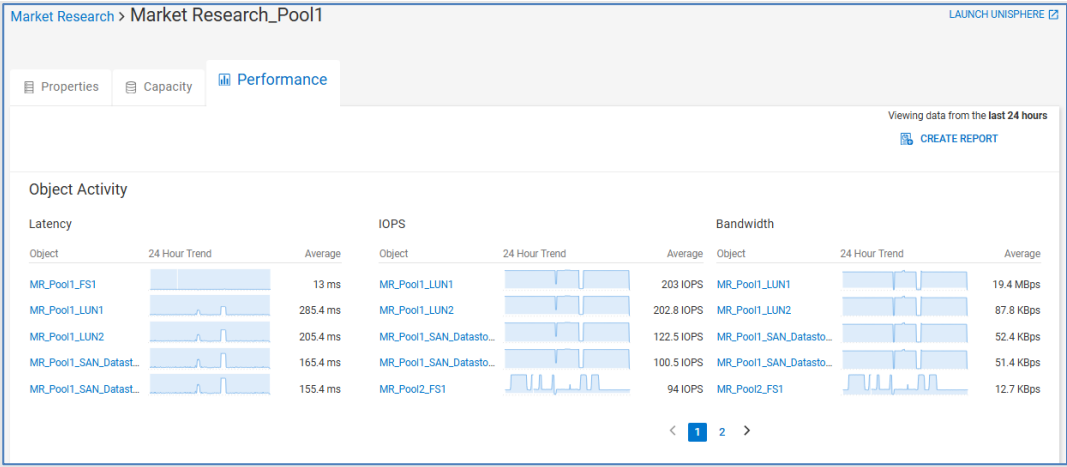 Market Research > Market Research_Pool1
LAUNCH UNISPHERE
Properties
Capacity
Performance
Viewing data from the last 24 hours
CREATE REPORT
Object Activity
Latency
Object 24 Hour Trend Average
MR_Pool1_FS1 13 ms
MR_Pool1_LUN1 285.4 ms
MR_Pool1_LUN2 205.4 ms
MR_Pool1_SAN_Datast... 165.4 ms
MR_Pool1_SAN_Datast... 155.4 ms
IOPS
Object 24 Hour Trend Average
MR_Pool1_LUN1 203 IOPS
MR_Pool1_LUN2 202.8 IOPS
MR_Pool1_SAN_Datasto... 122.5 IOPS
MR_Pool1_SAN_Datasto... 100.5 IOPS
MR_Pool2_FS1 94 IOPS
Bandwidth
Object 24 Hour Trend Average
MR_Pool1_LUN1 19.4 MBps
MR_Pool1_LUN2 87.8 KBps
MR_Pool1_SAN_Datasto... 52.4 KBps
MR_Pool1_SAN_Datasto... 51.4 KBps
MR_Pool2_FS1 12.7 KBps
< 1 2 >